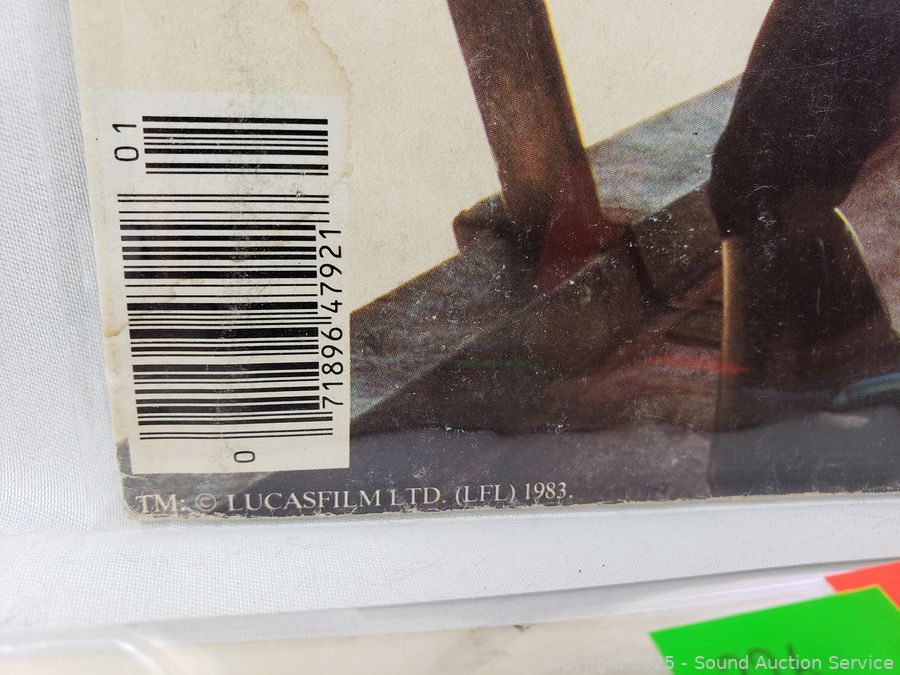 01
71896 47921
0
TM: © LUCASFILM LTD. (LFL) 1983.
Copyright 2025 - Sound Auction Service